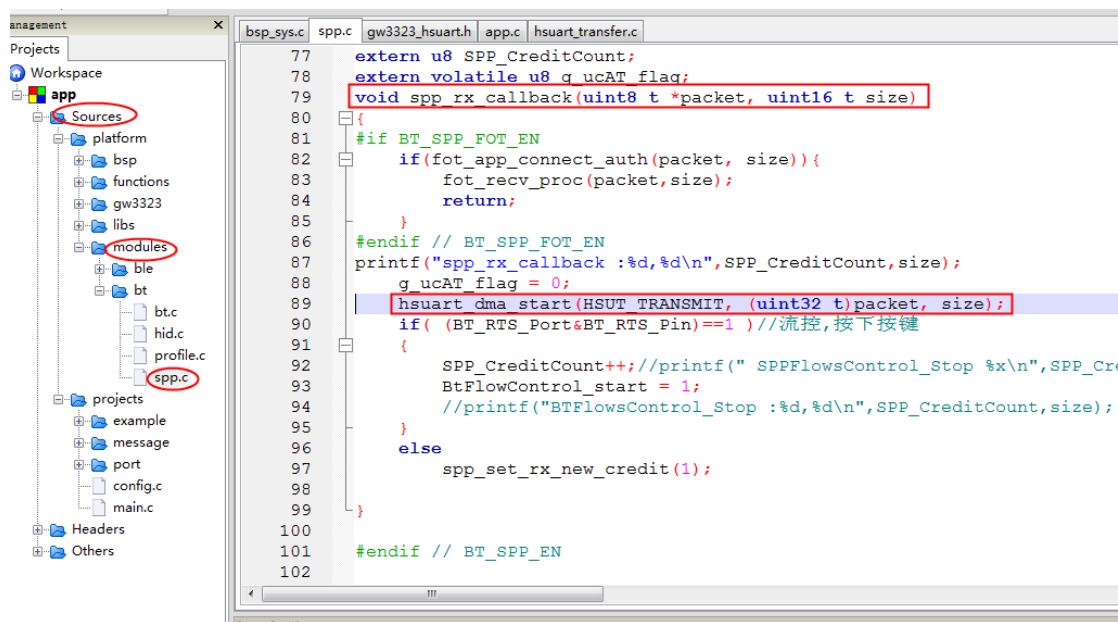 anagement
Projects
Workspace
app
Sources
platform
bsp
functions
gw3323
libs
modules
ble
bt
bt.c
hid.c
profile.c
spp.c
projects
example
message
port
config.c
main.c
Headers
Others
bsp_sys.c spp.c gw3323_hsuart.h app.c hsuart_transfer.c
77 extern u8 SPP_CreditCount;
78 extern volatile u8 g_ucAT_flag;
79 void spp_rx_callback(uint8_t *packet, uint16_t size)
80 {
81 #if BT_SPP_FOT_EN
82 if(fot_app_connect_auth(packet, size)){
83 fot_recv_proc(packet,size);
84 return;
85 }
86 #endif // BT_SPP_FOT_EN
87 printf("spp_rx_callback :%d,%d\n",SPP_CreditCount,size);
88 g_ucAT_flag = 0;
89 hsuart_dma_start(HSUT_TRANSMIT, (uint32_t)packet, size);
90 if( (BT_RTS_Port&BT_RTS_Pin)==1 )//流控,按下按键
91 {
92 SPP_CreditCount++;//printf(" SPPFlowsControl_Stop %x\n",SPP_Cre
93 BtFlowControl_start = 1;
94 //printf("BTFlowsControl_Stop :%d,%d\n",SPP_CreditCount,size);
95 }
96 else
97 spp_set_rx_new_credit(1);
98
99 }
100
101 #endif // BT_SPP_EN
102